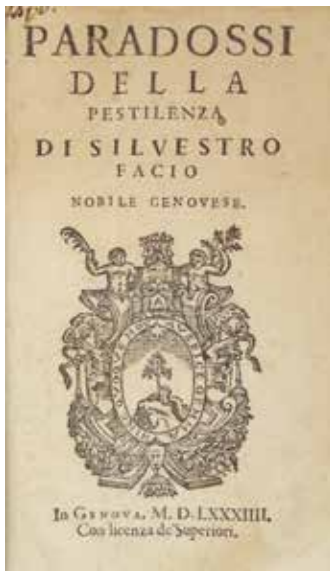 PARADOSSI
DELLA
PESTILENZA
DI SILVESTRO
FACIO
NOBILE GENOVESE.
In GENOVA. M. D. LXXXIIII.
Con licenza de' Superiori.